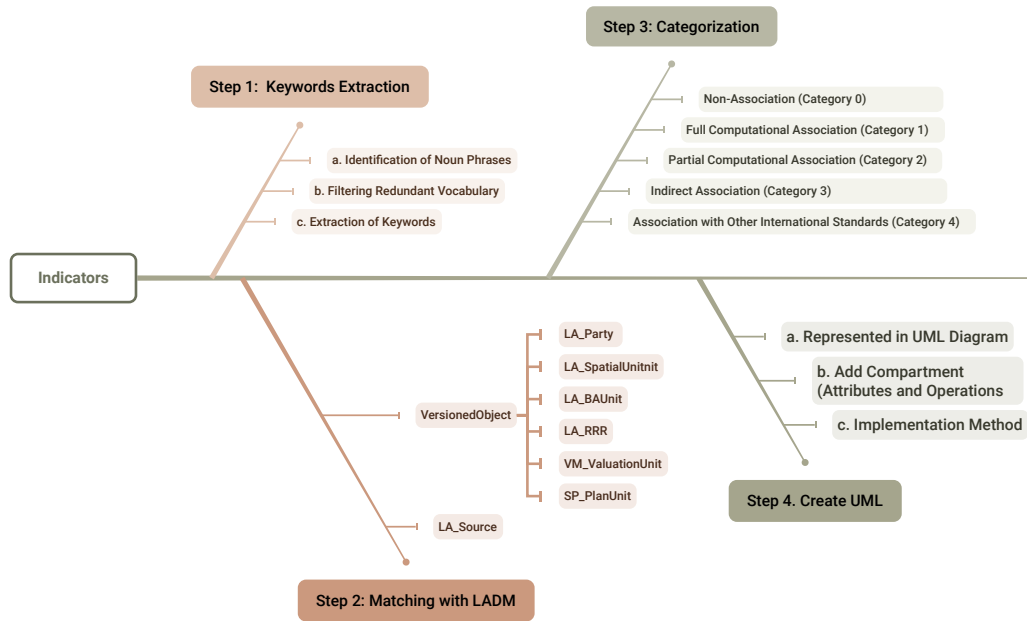 Step 3: Categorization
Step 1: Keywords Extraction
Non-Association (Category 0)
Full Computational Association (Category 1)
Partial Computational Association (Category 2)
Indirect Association (Category 3)
Association with Other International Standards (Category 4)
a. Identification of Noun Phrases
b. Filtering Redundant Vocabulary
c. Extraction of Keywords
Indicators
LA_Party
LA_SpatialUnitnit
LA_BAUnit
VersionedObject
LA_RRR
VM_ValuationUnit
SP_PlanUnit
LA_Source
Step 2: Matching with LADM
a. Represented in UML Diagram
b. Add Compartment
(Attributes and Operations
c. Implementation Method
Step 4. Create UML